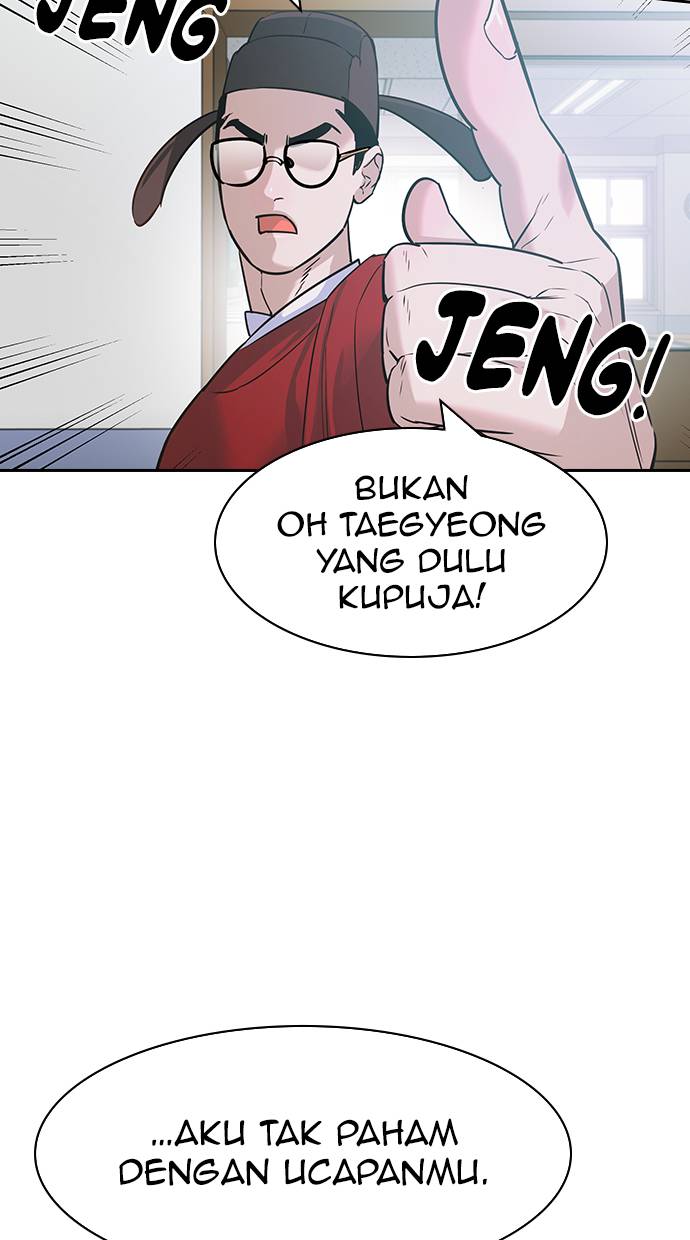 JENG
JENG!
BUKAN
OH TAEGYEONG
YANG DULU
KUPUJA!
...AKU TAK PAHAM
DENGAN UCAPANMU.